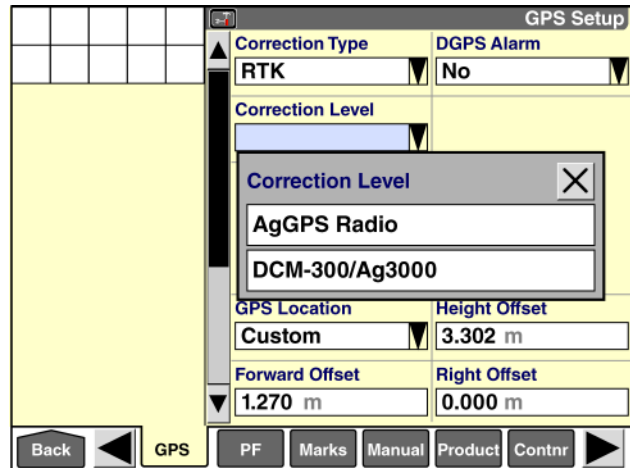 GPS Setup
Correction Type
DGPS Alarm
RTK
No
Correction Level
Correction Level
AgGPS Radio
DCM-300/Ag3000
GPS Location
Height Offset
Custom
3.302 m
Forward Offset
Right Offset
1.270 m
0.000 m
Back
GPS
PF
Marks
Manual
Product
Contnr